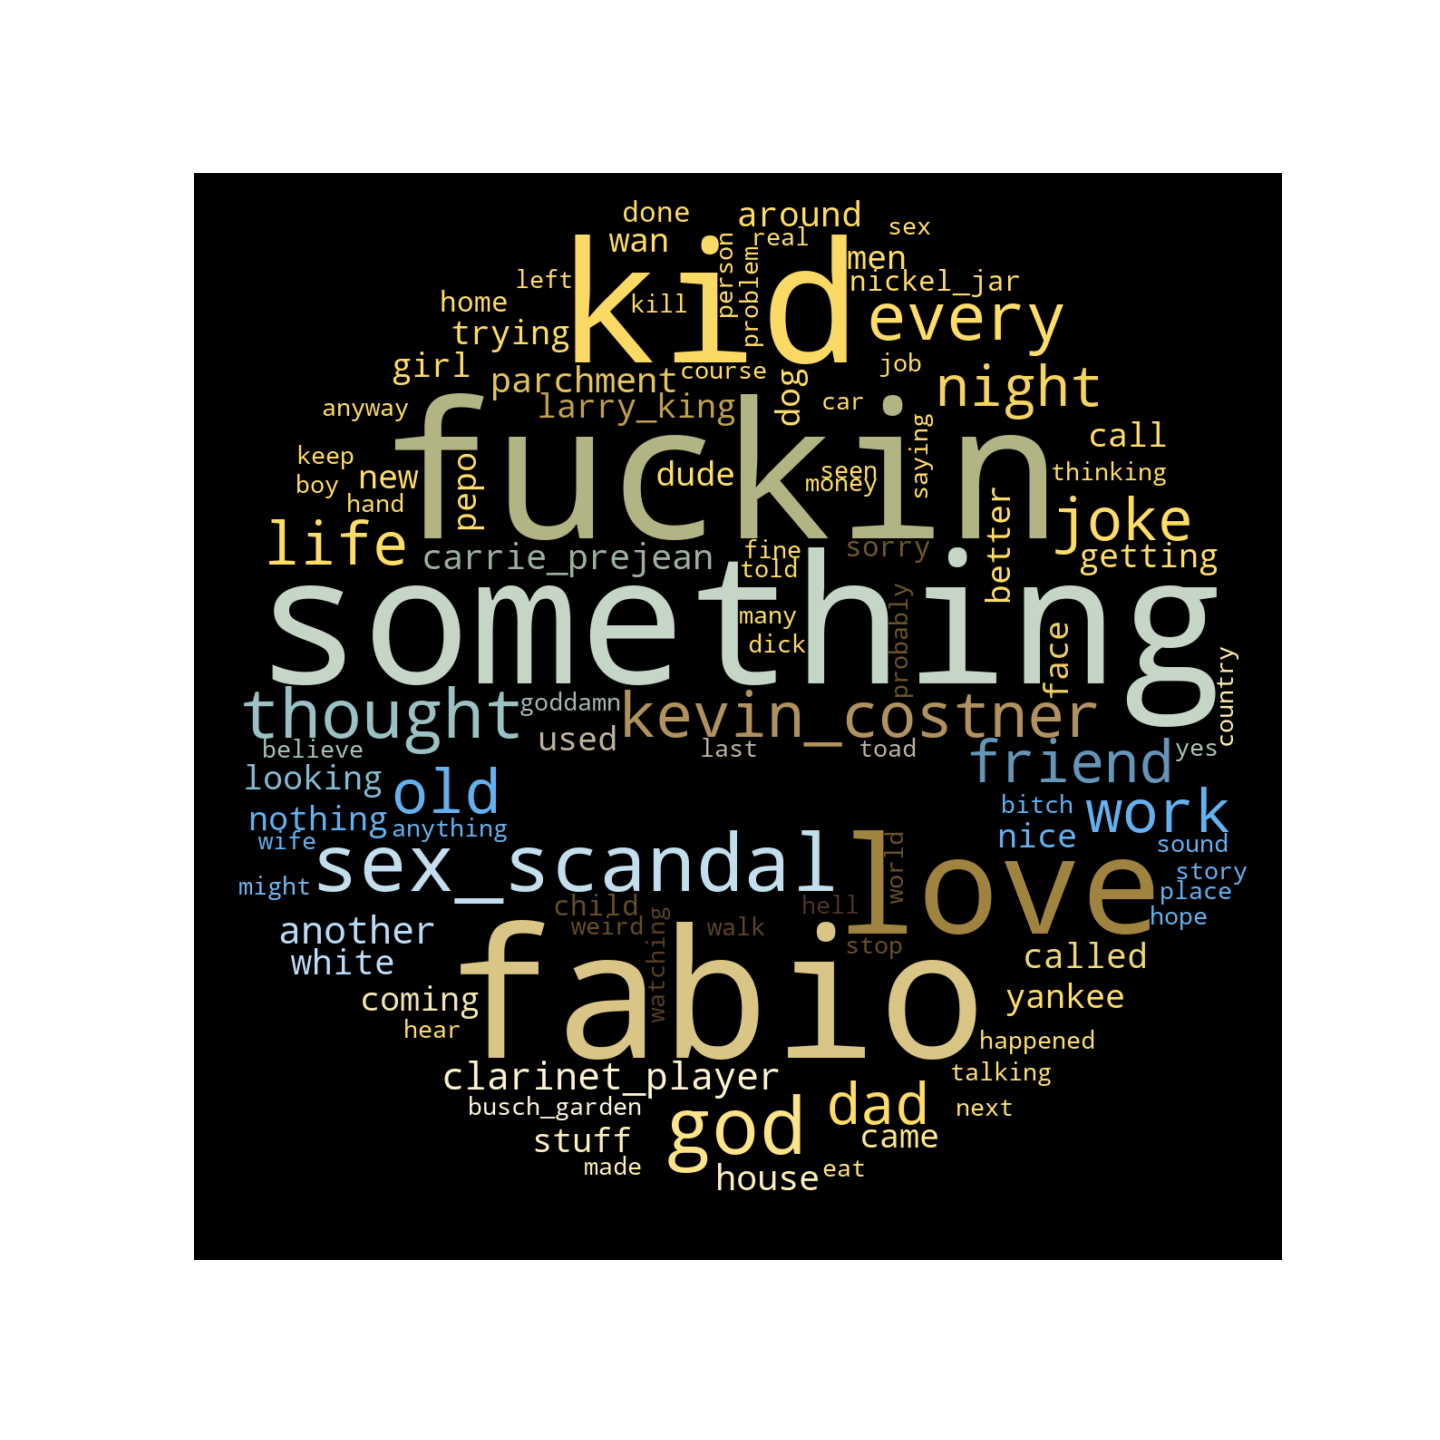 done around sex
wan real
person
kid men
left problem nickel_jar
home kill every
trying
girl course job
parchment dog night
anyway larry_king car
fuckin saying call
keep new pepo dude seen thinking
boy money
hand better joke
life carrie_prejean fine sorry getting
told
something probably
many face
dick country
thought goddamn kevin_costner
believe used last toad friend yes
looking old
nothing anything bitch work
wife nice sound
sex_scandal love world story
might place
child hell hope
another weird walk
white watching stop called
coming fabio yankee
hear happened
clarinet_player talking
busch_garden god dad next
stuff came
made house eat